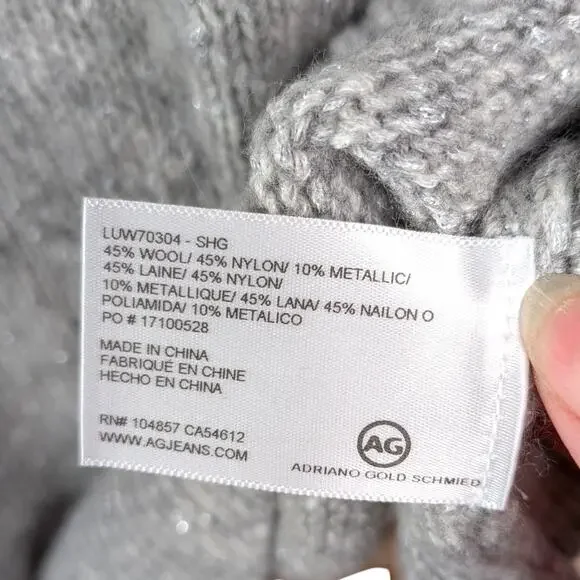 LUW70304 - SHG
45% WOOL/ 45% NYLON/ 10% METALLIC/
45% LAINE/ 45% NYLON/
10% METALLIQUE/ 45% LANA/ 45% NAILON O
POLIAMIDA/ 10% METALICO
PO # 17100528
MADE IN CHINA
FABRIQUÉ EN CHINE
HECHO EN CHINA
RN# 104857 CA54612
WWW.AGJEANS.COM
AG
ADRIANO GOLD SCHMIED